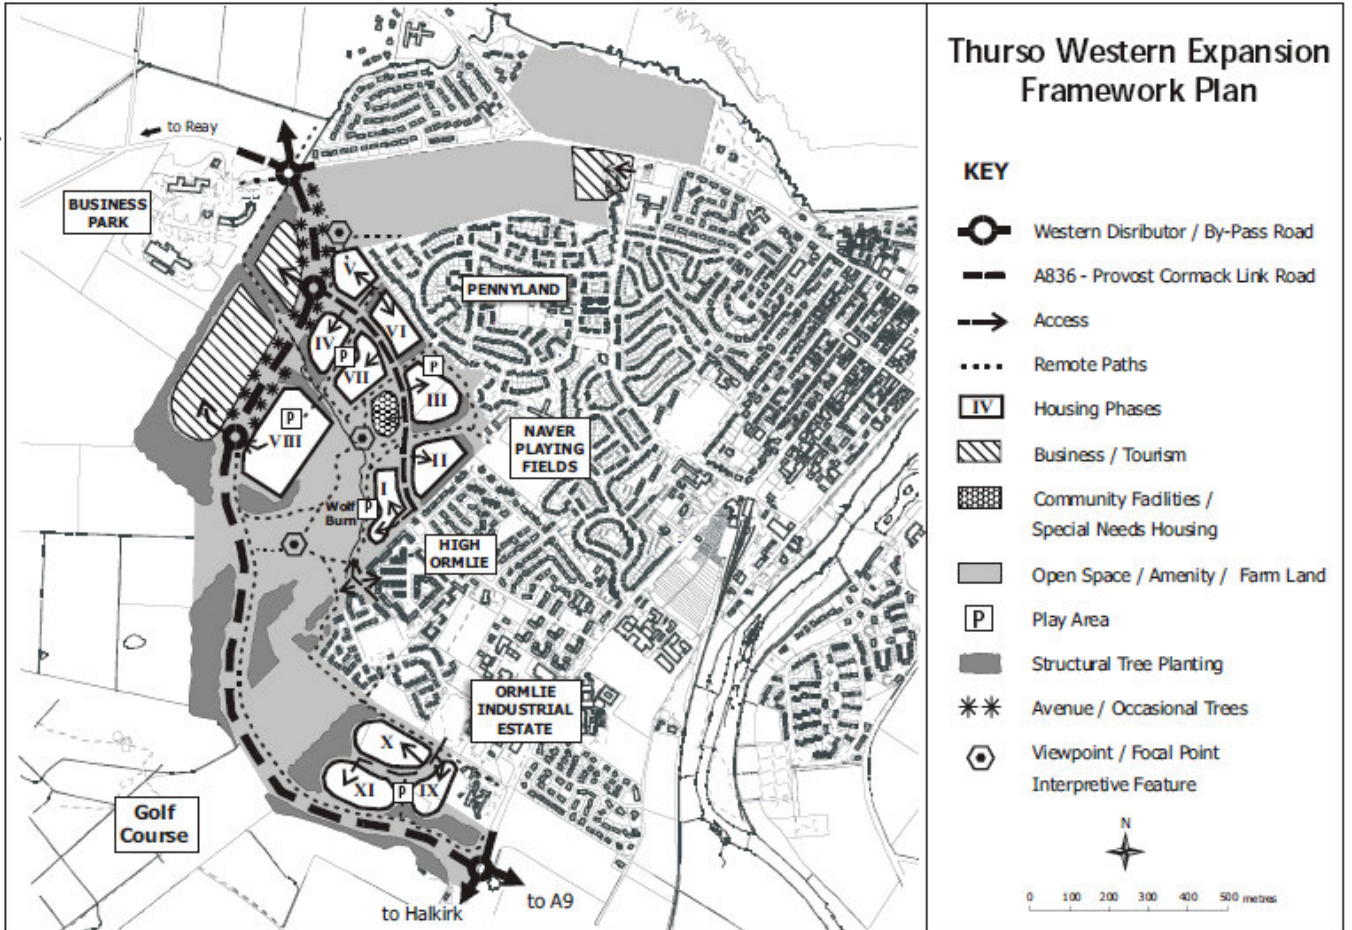 Thurso Western Expansion
Framework Plan
KEY
Western Disributor / By-Pass Road
A836 - Provost Cormack Link Road
Access
Remote Paths
IV
Housing Phases
Business / Tourism
Community Facilities /
Special Needs Housing
Open Space / Amenity / Farm Land
P
Play Area
Structural Tree Planting
Avenue / Occasional Trees
Viewpoint / Focal Point
Interpretive Feature
N
0 100 200 300 400 500 metres
to Reay
BUSINESS
PARK
PENNYLAND
V
VI
IV
P
VII
P
III
P
VIII
NAVER
PLAYING
FIELDS
II
I
P
Wolf
Burn
HIGH
ORMLIE
ORMLIE
INDUSTRIAL
ESTATE
X
XI
P
IX
Golf
Course
to Halkirk
to A9